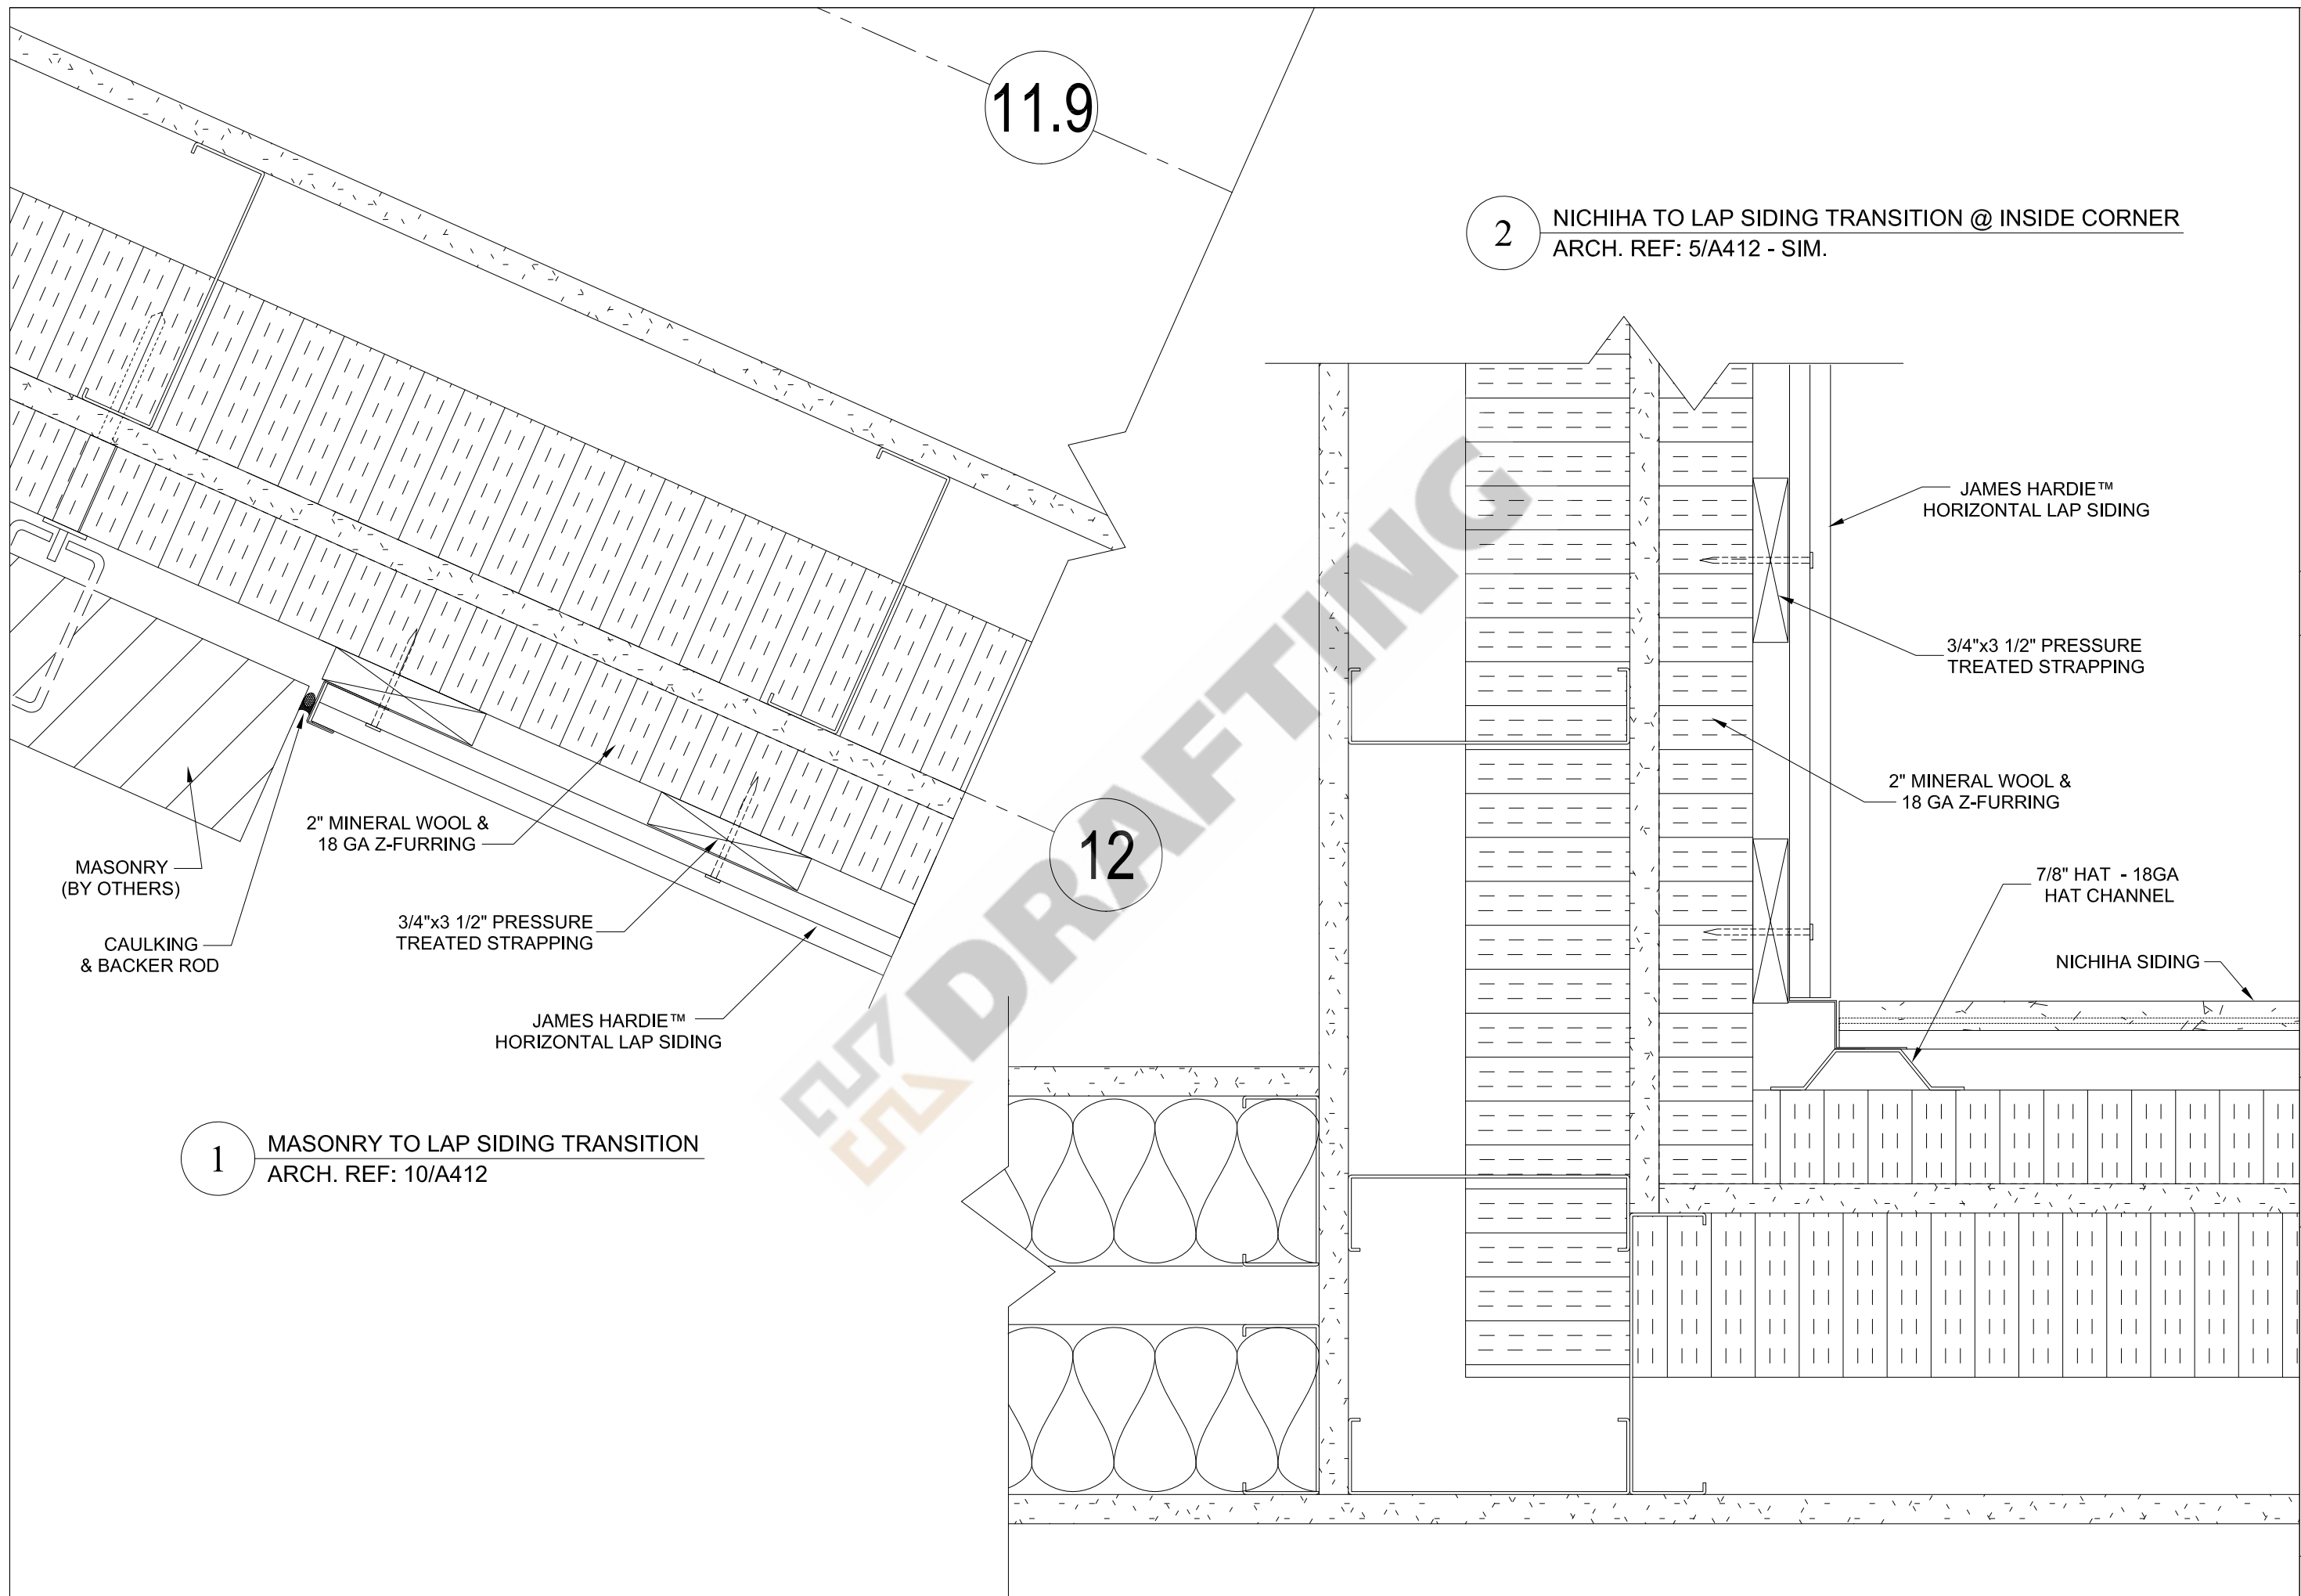 11.9
2
NICHIHA TO LAP SIDING TRANSITION @ INSIDE CORNER
ARCH. REF: 5/A412 - SIM.
JAMES HARDIE™
HORIZONTAL LAP SIDING
3/4"x3 1/2" PRESSURE
TREATED STRAPPING
2" MINERAL WOOL &
18 GA Z-FURRING
7/8" HAT - 18GA
HAT CHANNEL
NICHIHA SIDING
2" MINERAL WOOL &
18 GA Z-FURRING
12
MASONRY
(BY OTHERS)
CAULKING
& BACKER ROD
3/4"x3 1/2" PRESSURE
TREATED STRAPPING
JAMES HARDIE™
HORIZONTAL LAP SIDING
1
MASONRY TO LAP SIDING TRANSITION
ARCH. REF: 10/A412
DRAFTING